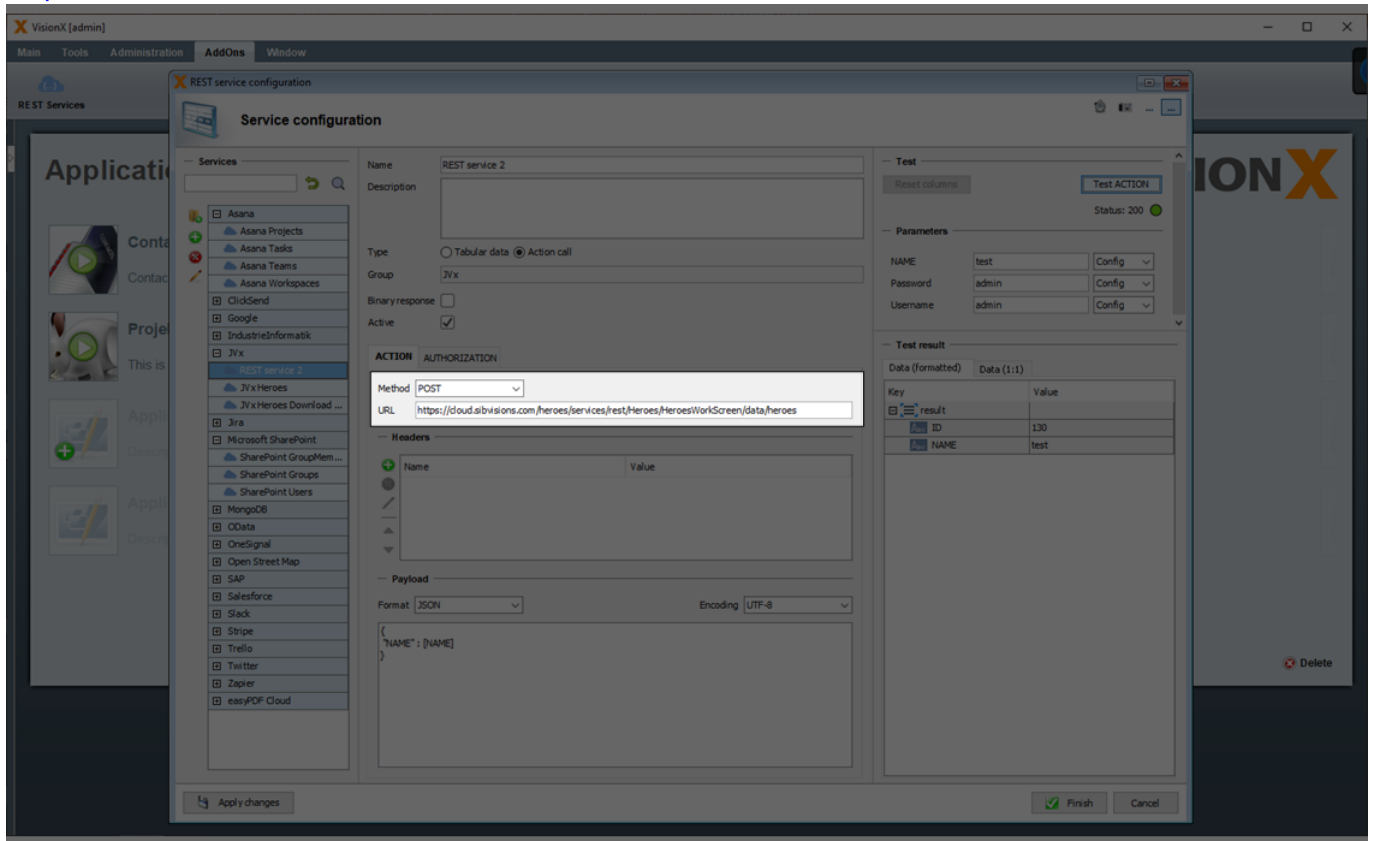 VisionX [admin]
Main Tools Administration AddOns Window
REST Services
REST service configuration
Service configuration
Services
Asana
Asana Projects
Asana Tasks
Asana Teams
Asana Workspaces
ClickSend
Google
IndustrieInformatik
JVx
REST service 2
JVxHeroes
JVxHeroes Download ...
Jira
Microsoft SharePoint
SharePoint GroupMem...
SharePoint Groups
SharePoint Users
MongoDB
OData
OneSignal
Open Street Map
SAP
Salesforce
Slack
Stripe
Trello
Twitter
Zapier
easyPDF Cloud
Name REST service 2
Description
Type Tabular data Action call
Group JVx
Binary response
Active
ACTION AUTHORIZATION
Method POST
URL https://cloud.sibvisions.com/heroes/services/rest/Heroes/HeroesWorkScreen/data/heroes
Headers
Name Value
Payload
Format JSON Encoding UTF-8
{
"NAME" : [NAME]
}
Test
Reset columns Test ACTION
Status: 200
Parameters
NAME test Config
Password admin Config
Username admin Config
Test result
Data (formatted) Data (1:1)
Key Value
result
ID 130
NAME test
Apply changes Finish Cancel
Applicati
Conta
Contac
Proje
This is
Appli
Descri
Appli
Descri
ION X
Delete